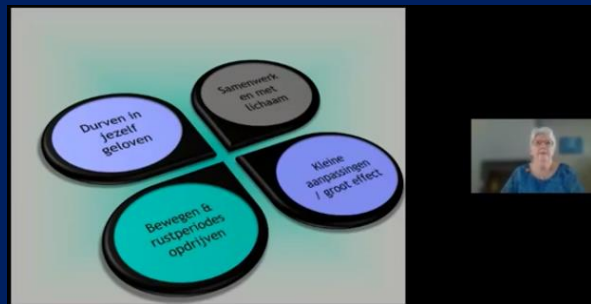 Samenwerk
en met
lichaam
Durven in
jezelf
geloven
Kleine
aanpassingen
/ groot effect
Bewegen &
rustperiodes
opdrijven